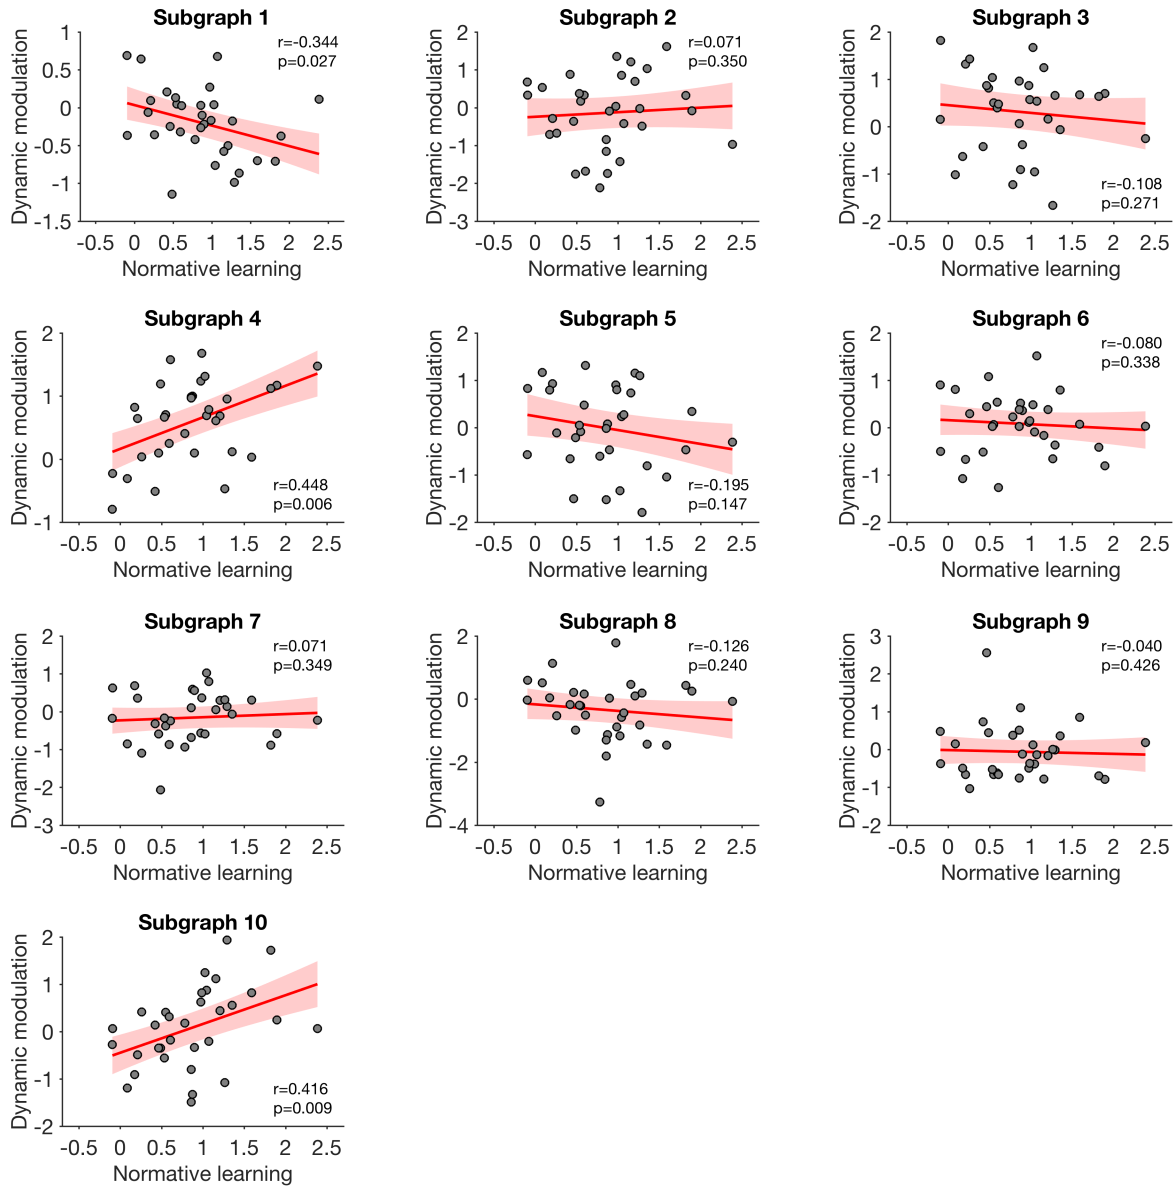 Subgraph 1
Dynamic modulation
1
0.5
0
-0.5
-1
-1.5
r=-0.344
p=0.027
-0.5 0 0.5 1 1.5 2 2.5
Normative learning
Subgraph 2
Dynamic modulation
2
1
0
-1
-2
-3
r=0.071
p=0.350
-0.5 0 0.5 1 1.5 2 2.5
Normative learning
Subgraph 3
Dynamic modulation
2
1
0
-1
-2
r=-0.108
p=0.271
-0.5 0 0.5 1 1.5 2 2.5
Normative learning
Subgraph 4
Dynamic modulation
2
1
0
-1
r=0.448
p=0.006
-0.5 0 0.5 1 1.5 2 2.5
Normative learning
Subgraph 5
Dynamic modulation
2
1
0
-1
-2
r=-0.195
p=0.147
-0.5 0 0.5 1 1.5 2 2.5
Normative learning
Subgraph 6
Dynamic modulation
2
1
0
-1
-2
r=-0.080
p=0.338
-0.5 0 0.5 1 1.5 2 2.5
Normative learning
Subgraph 7
Dynamic modulation
2
1
0
-1
-2
-3
r=0.071
p=0.349
-0.5 0 0.5 1 1.5 2 2.5
Normative learning
Subgraph 8
Dynamic modulation
2
0
-2
-4
r=-0.126
p=0.240
-0.5 0 0.5 1 1.5 2 2.5
Normative learning
Subgraph 9
Dynamic modulation
3
2
1
0
-1
-2
r=-0.040
p=0.426
-0.5 0 0.5 1 1.5 2 2.5
Normative learning
Subgraph 10
Dynamic modulation
2
1
0
-1
-2
r=0.416
p=0.009
-0.5 0 0.5 1 1.5 2 2.5
Normative learning